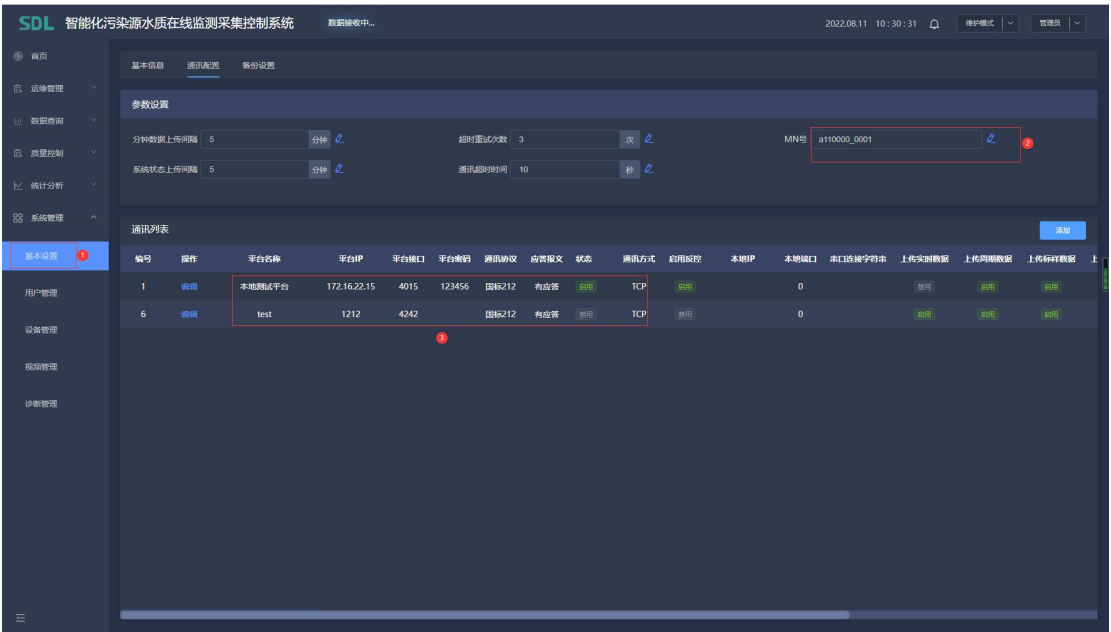 SDL 智能化污染源水质在线监测采集控制系统 数据接收中... 2022.08.11 10:30:31 维护模式 管理员
首页
运维管理
数据查询
质量控制
统计分析
系统管理
基本设置 1
用户管理
设备管理
视频管理
诊断管理
基本信息 通讯配置 备份设置
参数设置
分钟数据上传间隔 5 分钟 超时重试次数 3 次 MN号 a110000_0001 2
系统状态上传间隔 5 分钟 通讯超时时间 10 秒
通讯列表 添加
编号 操作 平台名称 平台IP 平台接口 平台密码 通讯协议 应答报文 状态 通讯方式 启用反控 本地IP 本地端口 串口连接字符串 上传实时数据 上传周期数据 上传标样数据 上
1 编辑 本地测试平台 172.16.22.15 4015 123456 国标212 有应答 启用 TCP 启用 0 禁用 启用 启用
6 编辑 test 1212 4242 国标212 有应答 禁用 TCP 禁用 0 启用 启用 启用
3